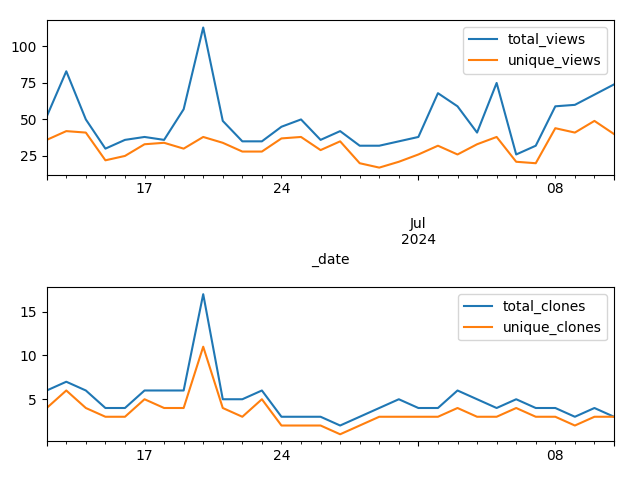 total_views
unique_views
100
75
50
25
17
24
08
Jul
2024
_date
total_clones
unique_clones
15
10
5
17
24
08